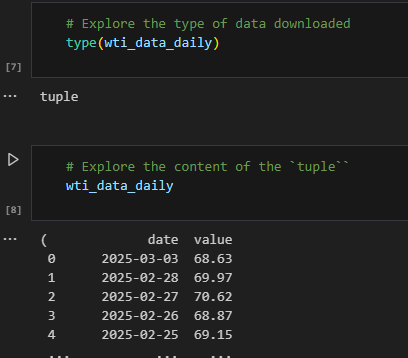 # Explore the type of data downloaded
type(wti_data_daily)
[7]
... tuple
# Explore the content of the `tuple``
wti_data_daily
[8]
... ( date value
0 2025-03-03 68.63
1 2025-02-28 69.97
2 2025-02-27 70.62
3 2025-02-26 68.87
4 2025-02-25 69.15
... ... ...